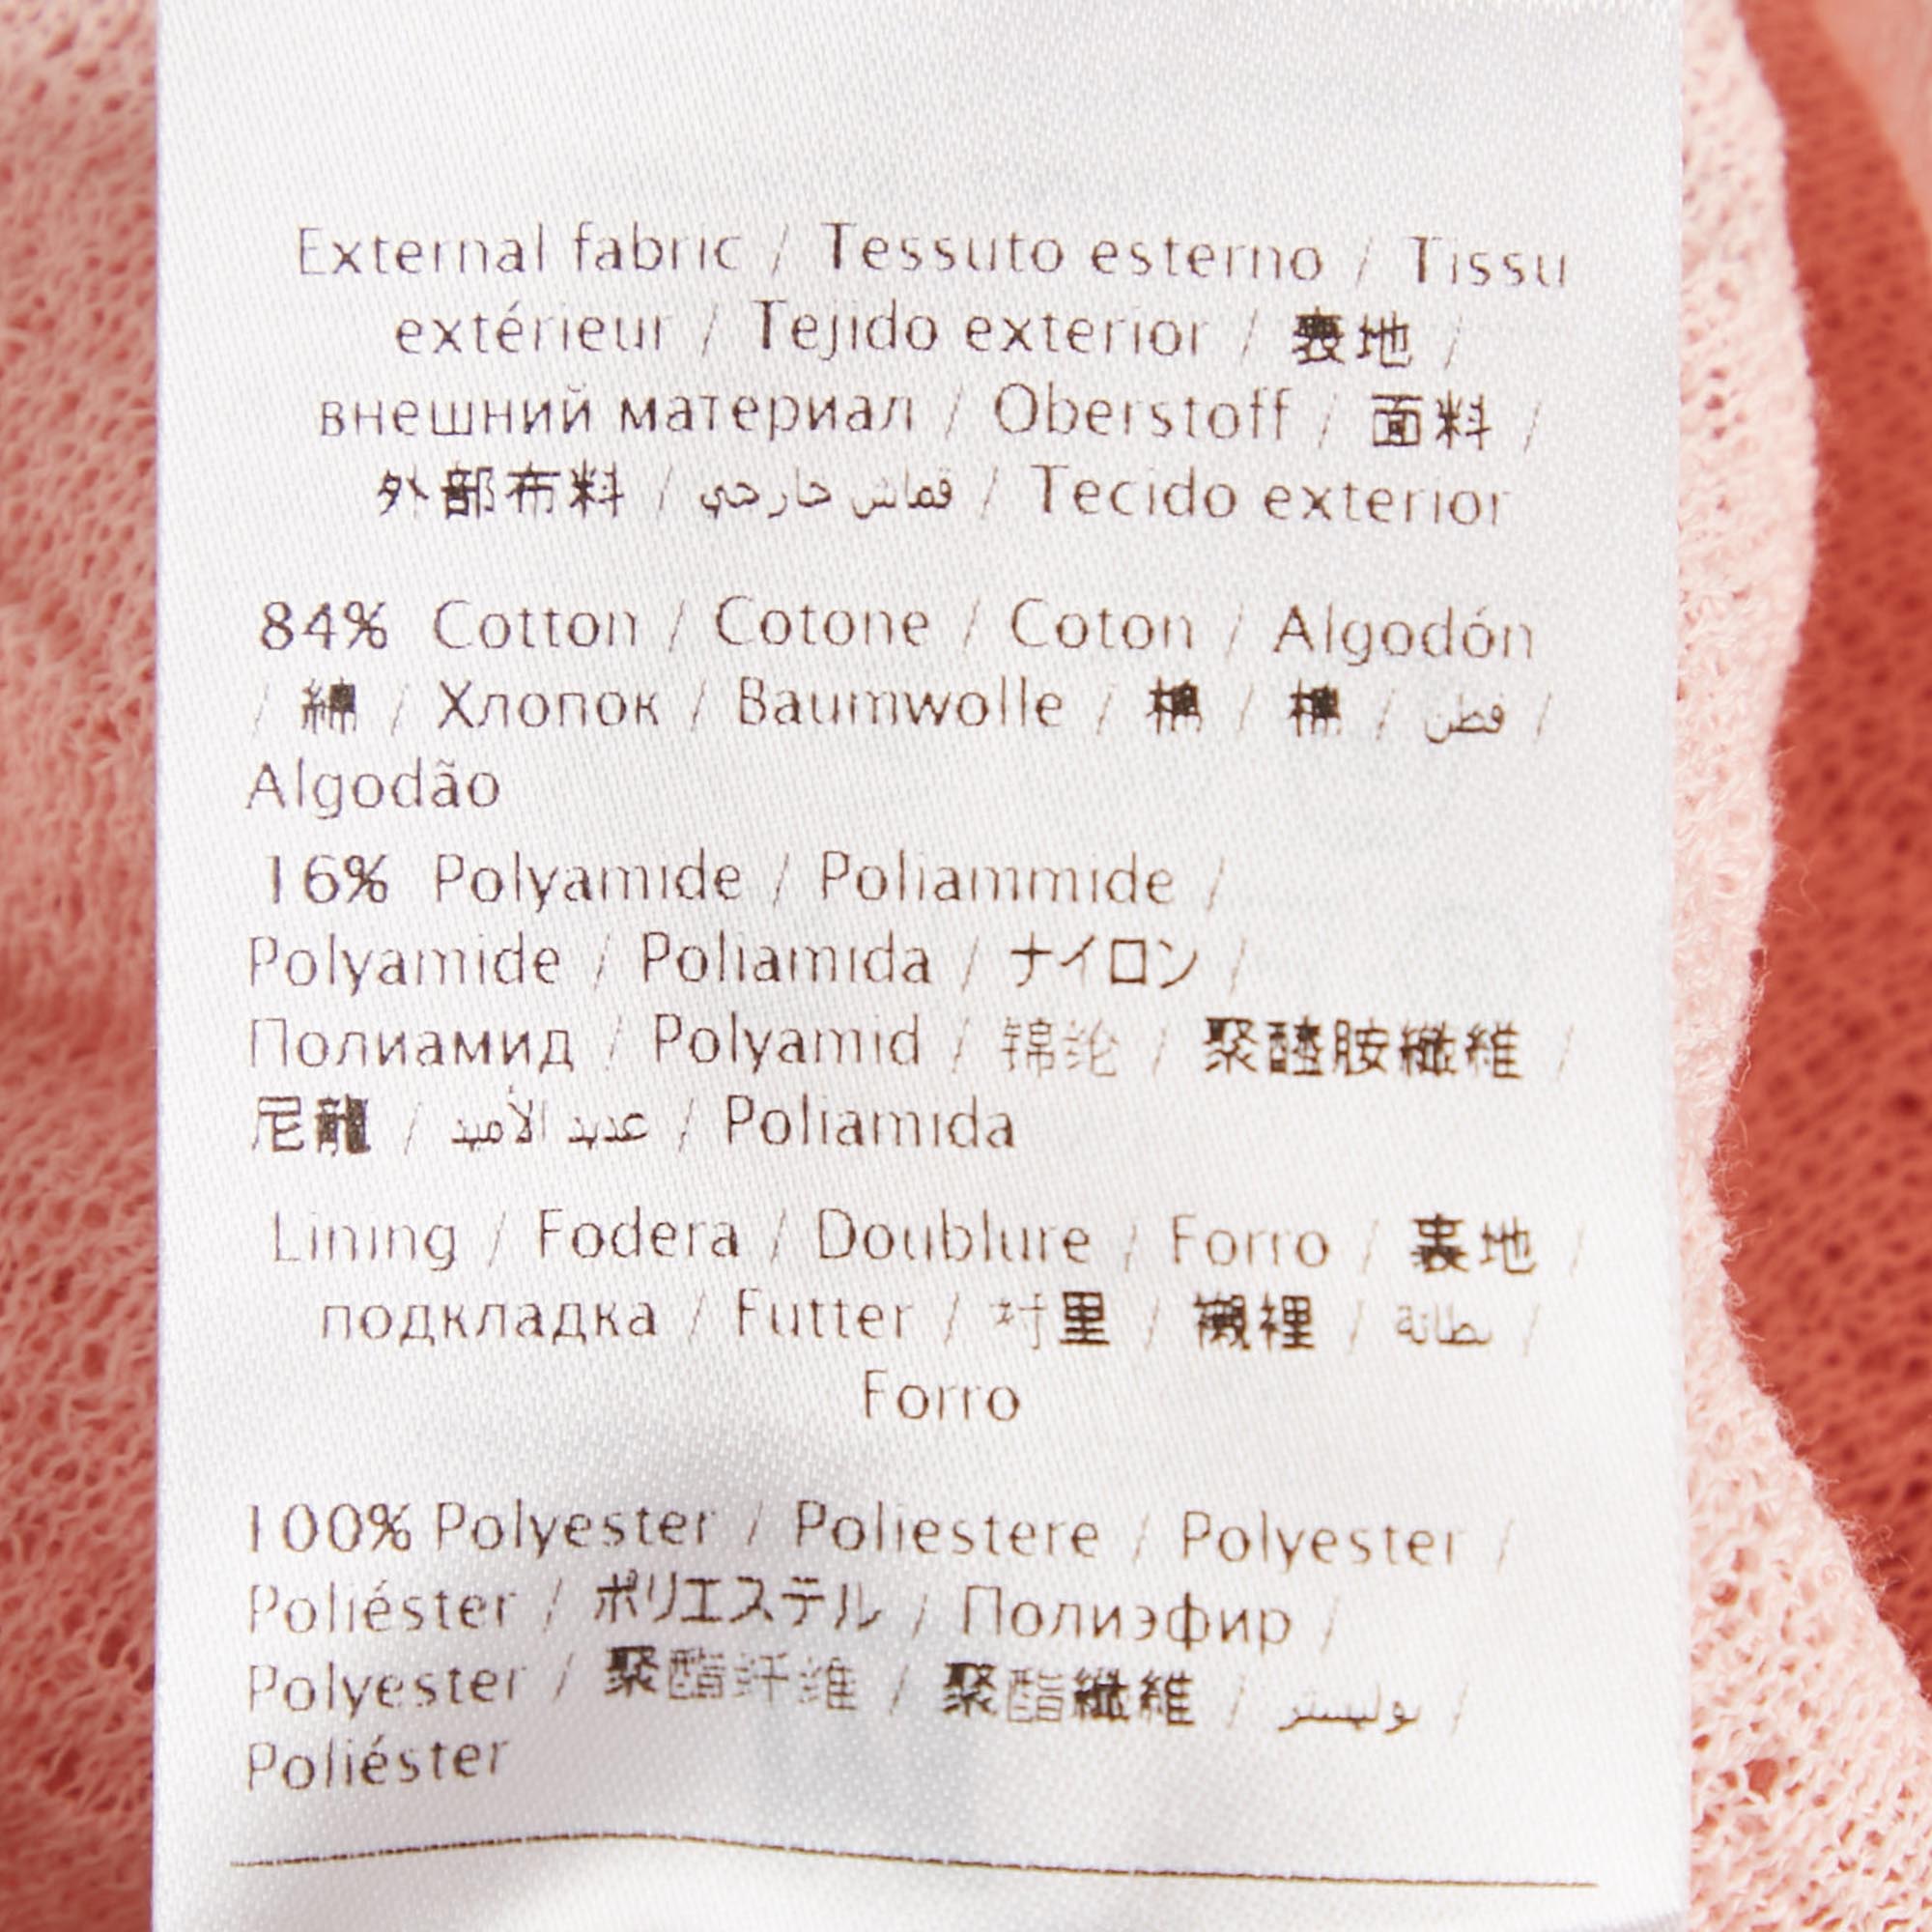 External fabric / Tessuto esterno / Tissu
extérieur / Tejido exterior / 表地 /
внешний материал / Oberstoff / 面料 /
外部布料 / قماش خارجي / Tecido exterior
84% Cotton / Cotone / Coton / Algodón
/ 綿 / Хлопок / Baumwolle / 棉 / 棉 / قطن /
Algodão
16% Polyamide / Poliammide /
Polyamide / Poliamida / ナイロン /
Полиамид / Polyamid / 锦纶 / 聚醯胺纖維 /
尼龍 / عديد الأميد / Poliamida
Lining / Fodera / Doublure / Forro / 裏地 /
подкладка / Futter / 衬里 / 襯裡 / بطانة /
Forro
100% Polyester / Poliestere / Polyester /
Poliéster / ポリエステル / Полиэфир /
Polyester / 聚酯纤维 / 聚酯纖維 / بوليستر /
Poliéster